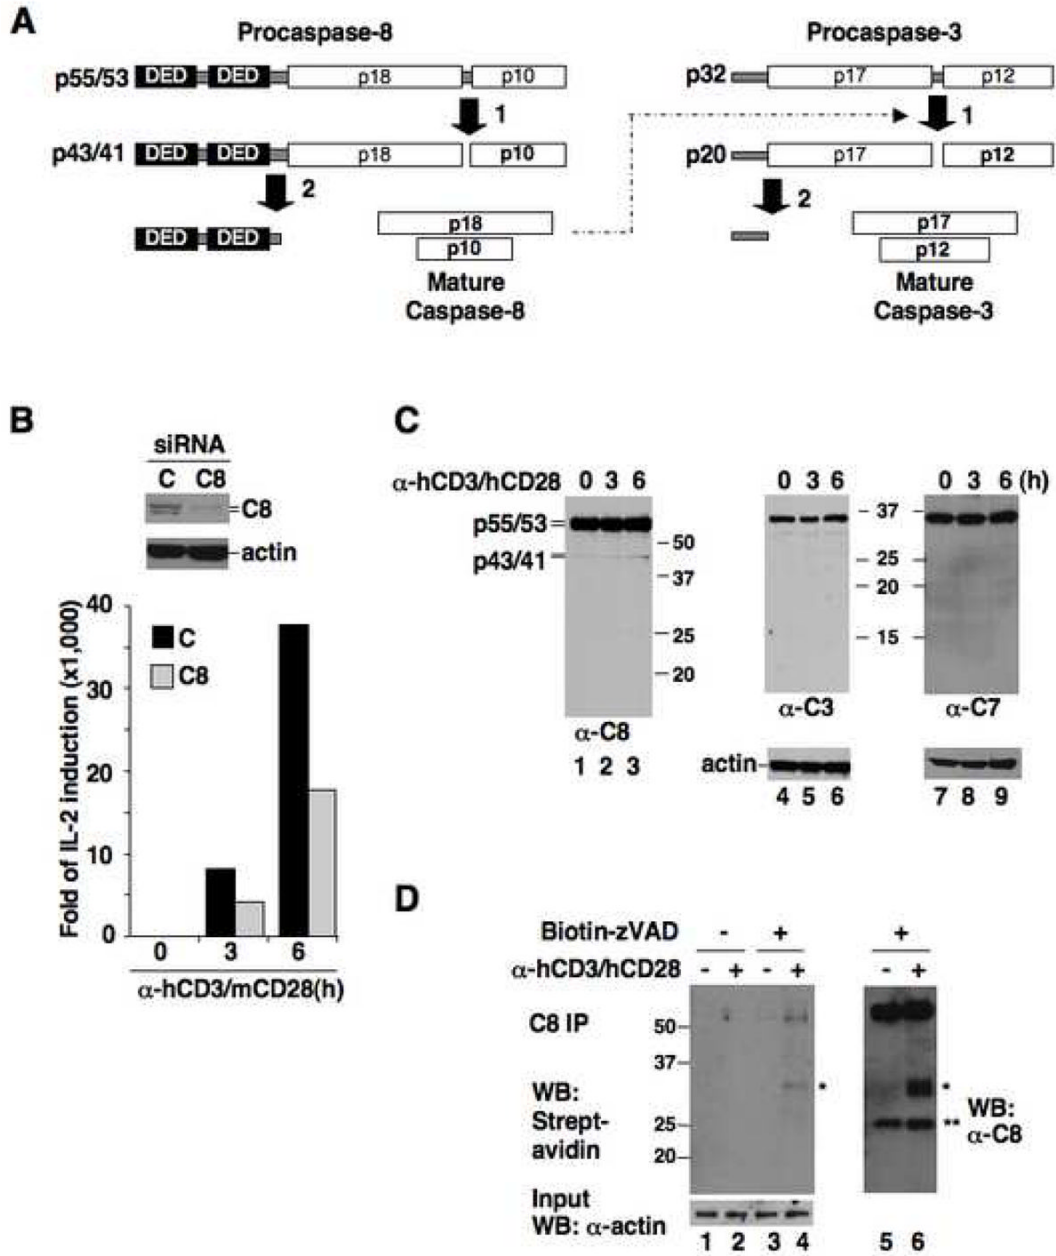 A
Procaspase-8
Procaspase-3
p55/53 DED DED p18 p10
p32 p17 p12
1
1
p43/41 DED DED p18 p10
p20 p17 p12
2
2
DED DED
p18
p10
Mature
Caspase-8
p17
p12
Mature
Caspase-3
B
siRNA
C C8
=C8
-actin
Fold of IL-2 induction (x1,000)
40
30
20
10
0
C
C8
0 3 6
α-hCD3/mCD28(h)
C
α-hCD3/hCD28 0 3 6
0 3 6
0 3 6 (h)
p55/53
p43/41
50
37
25
20
37
25
20
15
α-C8
α-C3
α-C7
1 2 3
actin-
4 5 6
7 8 9
D
Biotin-zVAD - + +
α-hCD3/hCD28 - + - + - +
C8 IP
50
37
25
20
WB:
Strept-
avidin
*
*
**
WB:
α-C8
Input
WB: α-actin
1 2 3 4 5 6